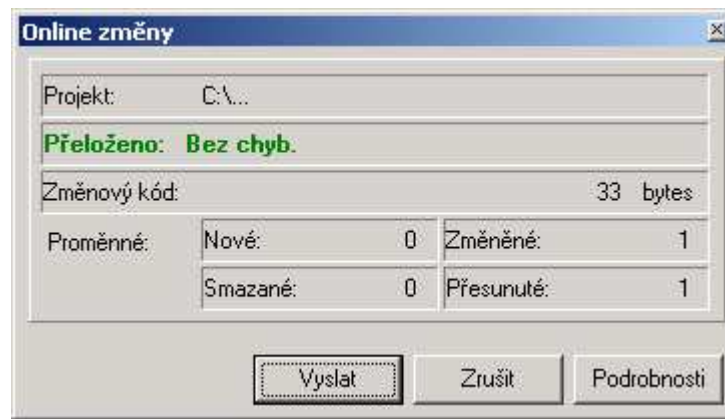 Online změny
Projekt: C:\...
Přeloženo: Bez chyb.
Změnový kód: 33 bytes
Proměnné: Nové: 0 Změněné: 1
Smazané: 0 Přesunuté: 1
Vyslat Zrušit Podrobnosti